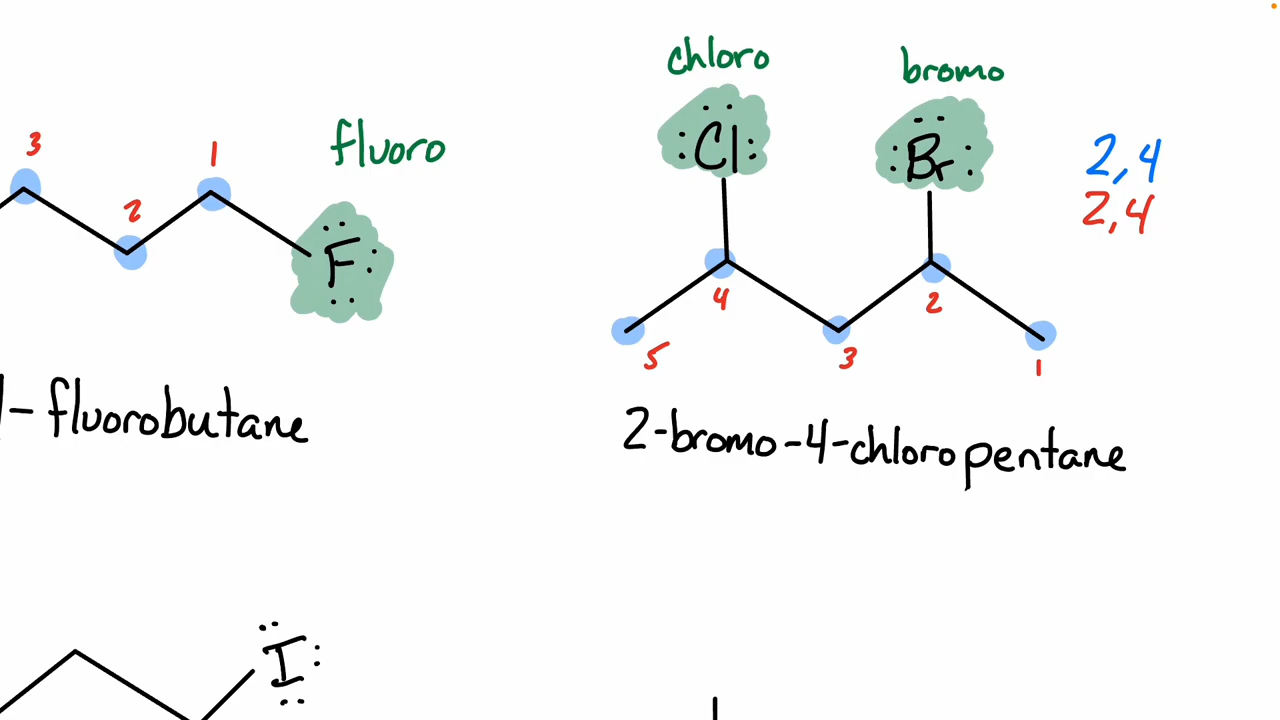 chloro
bromo
fluoro
3
2
1
F
Cl
Br
2,4
2,4
5
4
3
2
1
1-fluorobutane
2-bromo-4-chloropentane
I